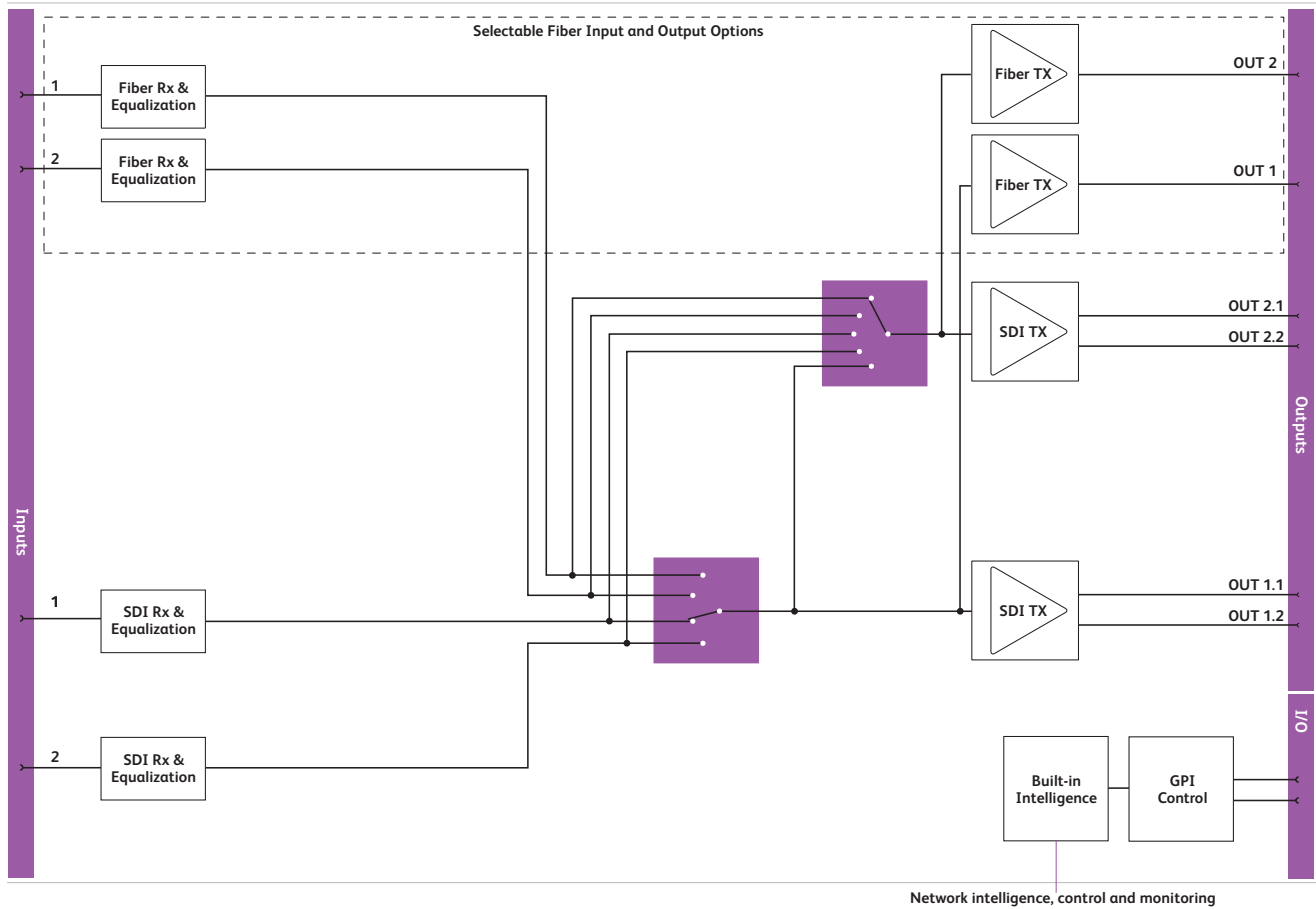 Selectable Fiber Input and Output Options
1
Fiber Rx &
Equalization
2
Fiber Rx &
Equalization
Fiber TX
OUT 2
Fiber TX
OUT 1
SDI TX
OUT 2.1
OUT 2.2
Inputs
Outputs
1
SDI Rx &
Equalization
SDI TX
OUT 1.1
OUT 1.2
2
SDI Rx &
Equalization
I/O
Built-in
Intelligence
GPI
Control
Network intelligence, control and monitoring